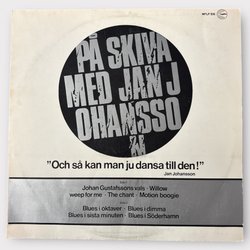 PÅ SKIVA
MED JAN J
OHANSSO
N
"Och så kan man ju dansa till den!"
Jan Johansson
Johan Gustafssons vals · Willow
weep for me · The chant · Motion boogie
Blues i oktaver · Blues i dimma
Blues i sista minuten · Blues i Söderhamn